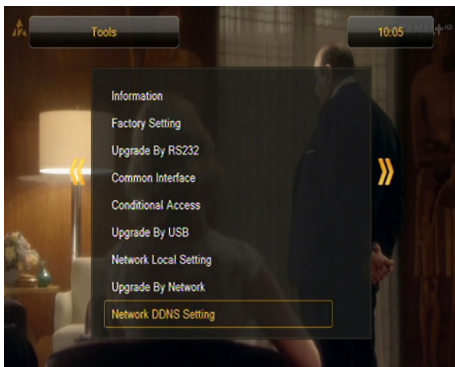 Tools
10:05
Information
Factory Setting
Upgrade By RS232
Common Interface
Conditional Access
Upgrade By USB
Network Local Setting
Upgrade By Network
Network DDNS Setting